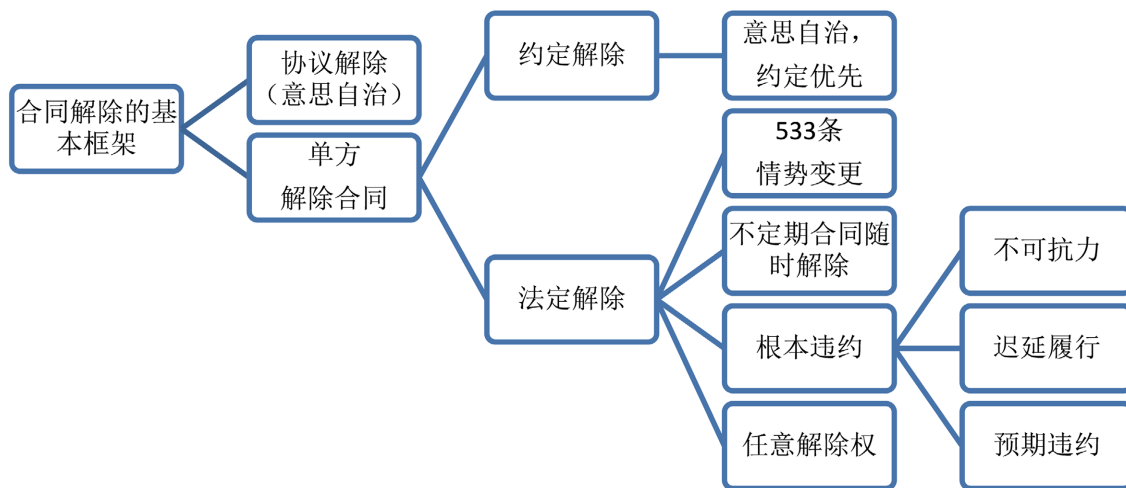 合同解除的基
本框架
协议解除
（意思自治）
单方
解除合同
约定解除
意思自治，
约定优先
法定解除
533条
情势变更
不定期合同随
时解除
根本违约
不可抗力
迟延履行
预期违约
任意解除权